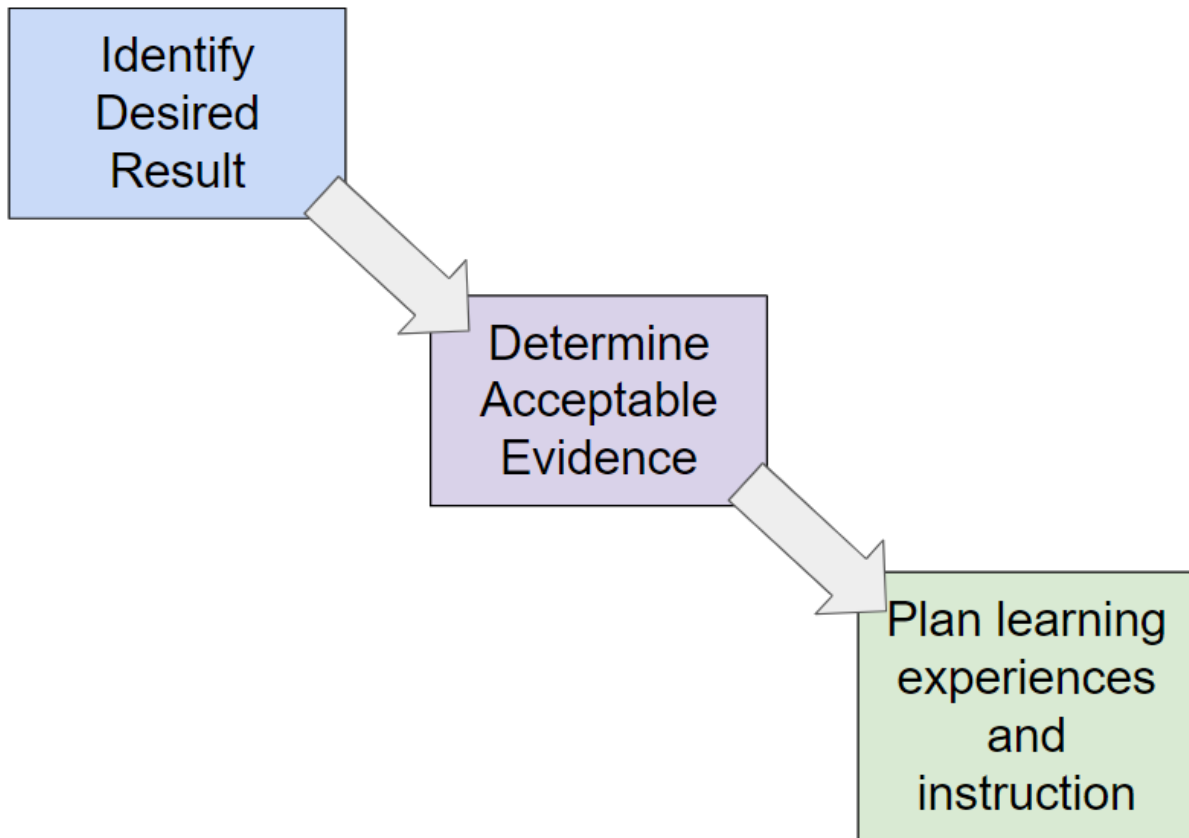 Identify
Desired
Result
Determine
Acceptable
Evidence
Plan learning
experiences
and
instruction